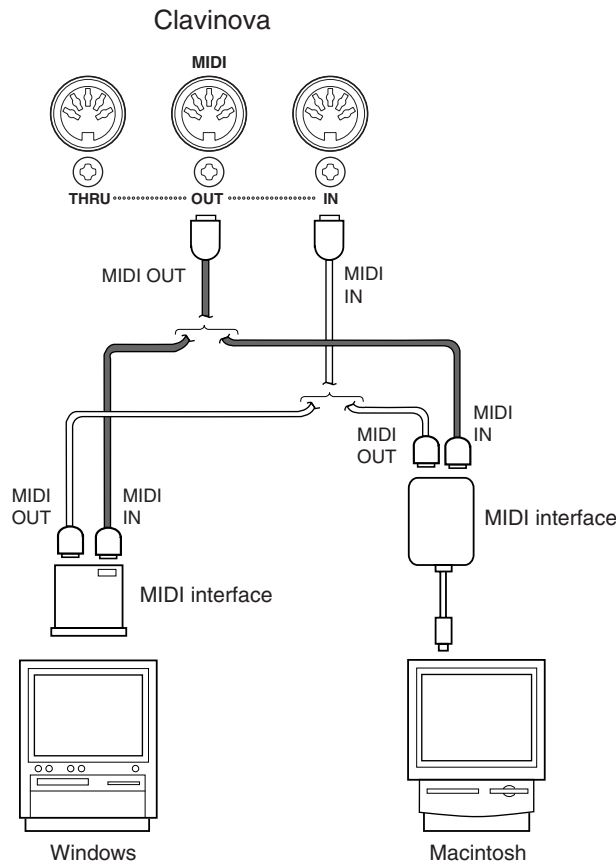 Clavinova
MIDI
THRU
OUT
IN
MIDI OUT
MIDI
IN
MIDI
OUT
MIDI
IN
MIDI
OUT
MIDI
IN
MIDI interface
MIDI interface
Windows
Macintosh